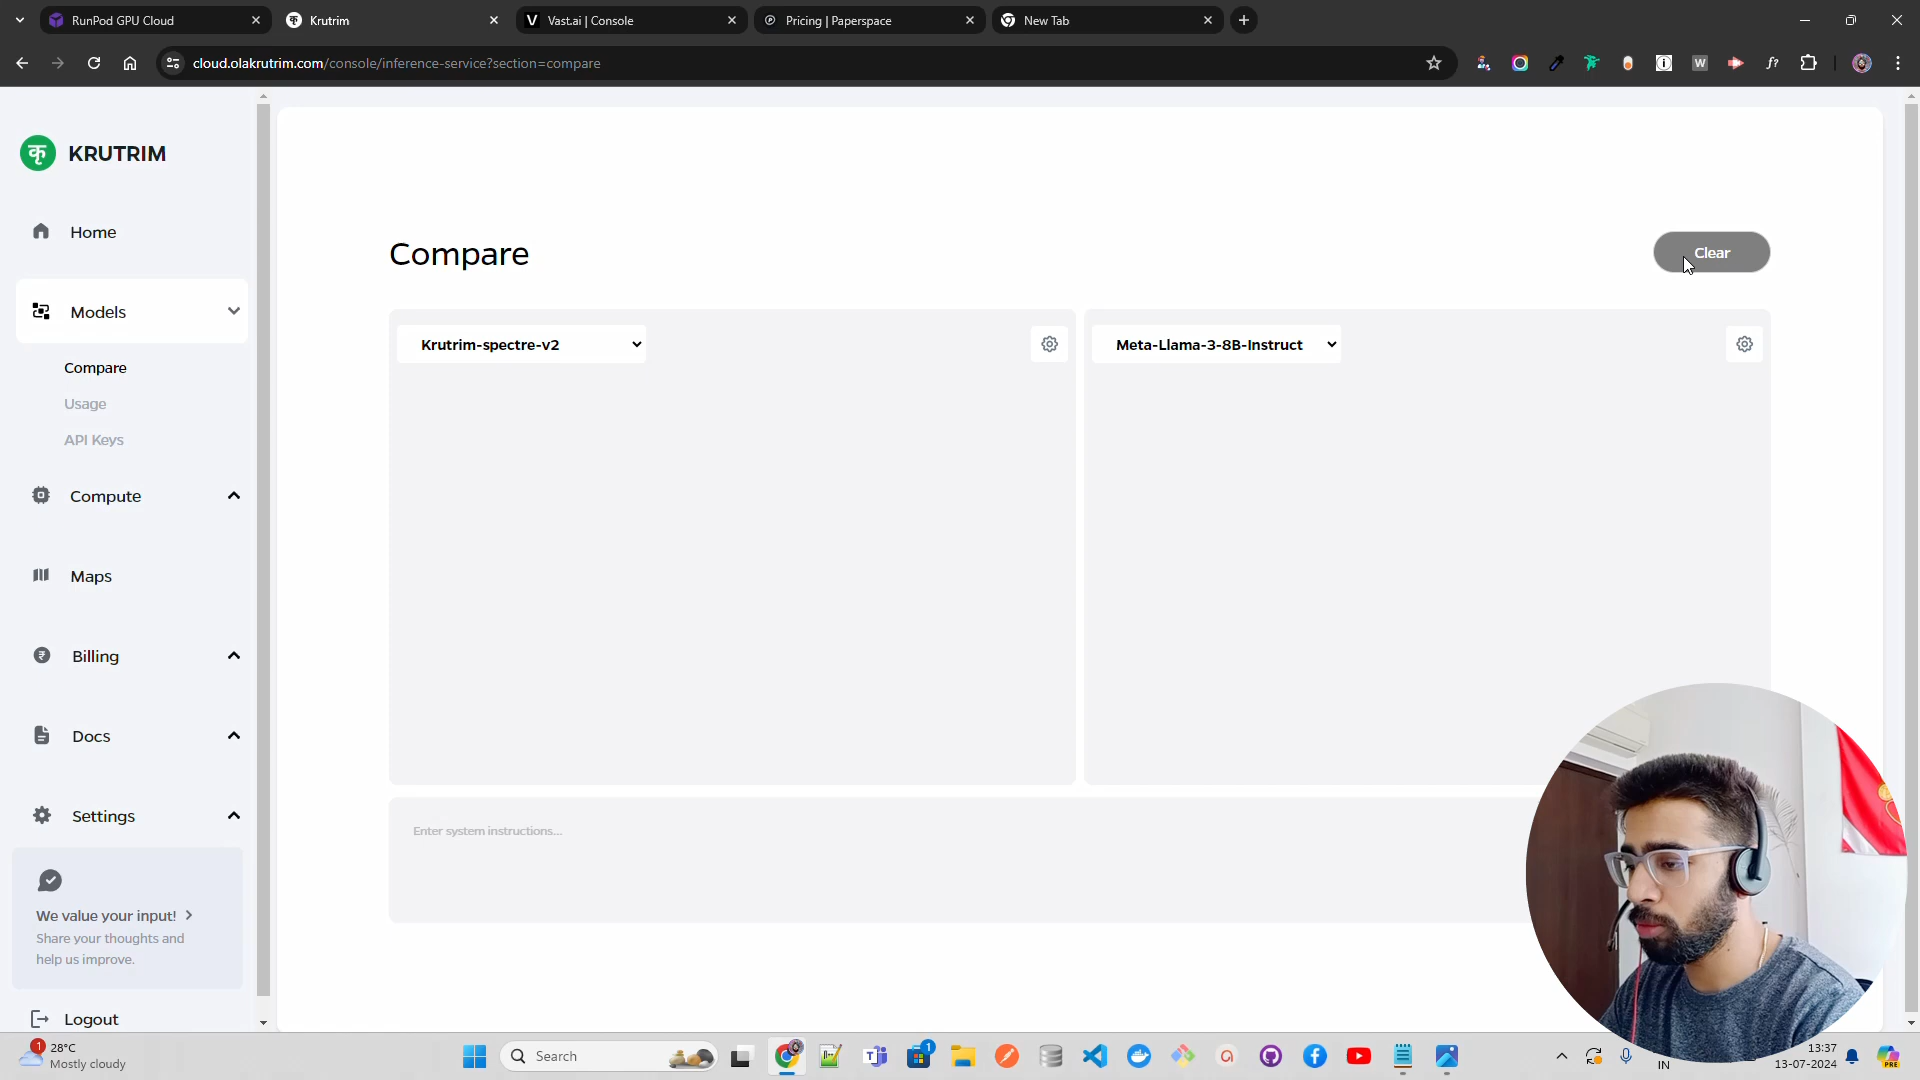 RunPod GPU Cloud
Krutrim
Vast.ai | Console
Pricing | Paperspace
New Tab
cloud.olakrutrim.com/console/inference-service?section=compare
कृ KRUTRIM
Home
Models
Compare
Usage
API Keys
Compute
Maps
Billing
Docs
Settings
We value your input!
Share your thoughts and
help us improve.
Logout
Compare
Clear
Krutrim-spectre-v2
Meta-Llama-3-8B-Instruct
Enter system instructions...
1
28°C
Mostly cloudy
Search
1
IN
13:37
13-07-2024
PRE